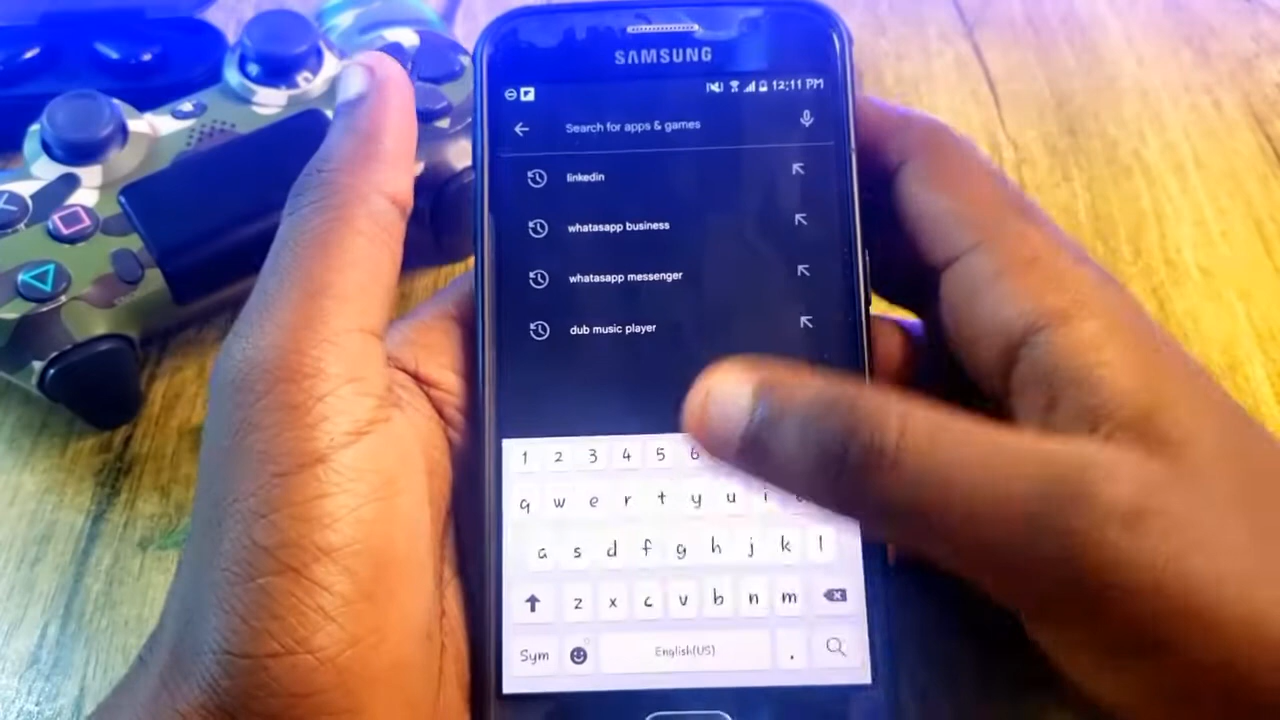 SAMSUNG
12:11 PM
Search for apps & games
linkedin
whatasapp business
whatasapp messenger
dub music player
1 2 3 4 5 6
q w e r t y u i
a s d f g h j k l
z x c v b n m
Sym English(US) .